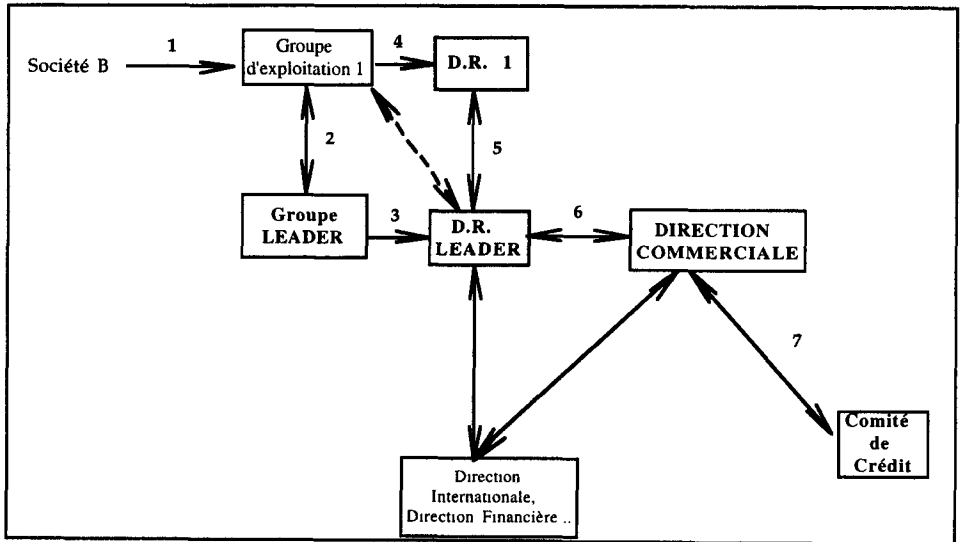 1
Société B
Groupe
d'exploitation 1
4
D.R. 1
2
5
Groupe
LEADER
3
D.R.
LEADER
6
DIRECTION
COMMERCIALE
7
Comité
de
Crédit
Direction
Internationale,
Direction Financière ..